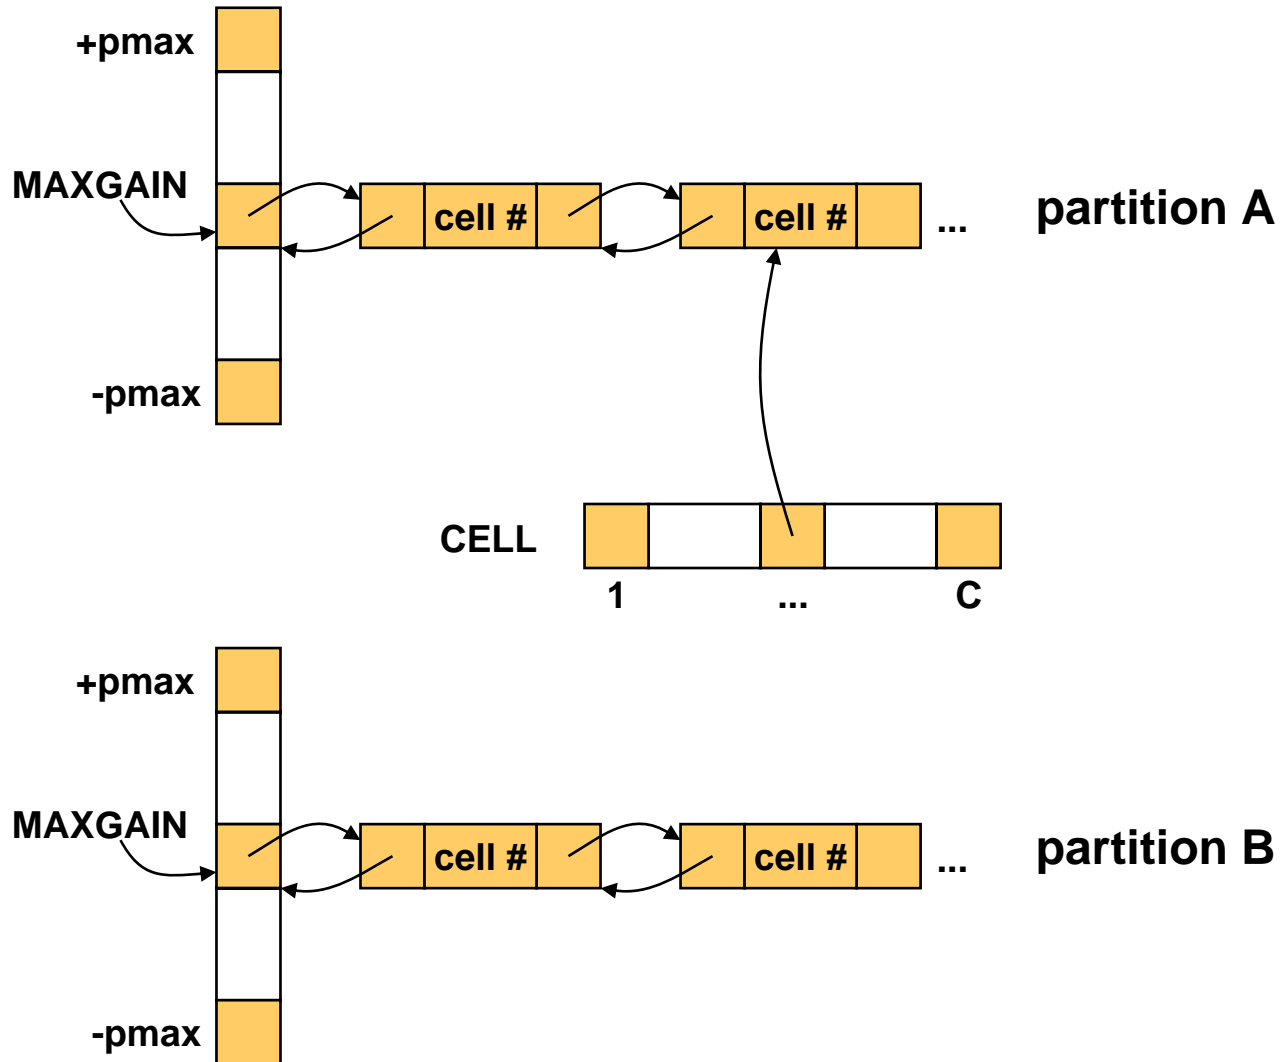 +pmax
MAXGAIN
cell #
cell #
...
partition A
-pmax
CELL
1
...
C
+pmax
MAXGAIN
cell #
cell #
...
partition B
-pmax